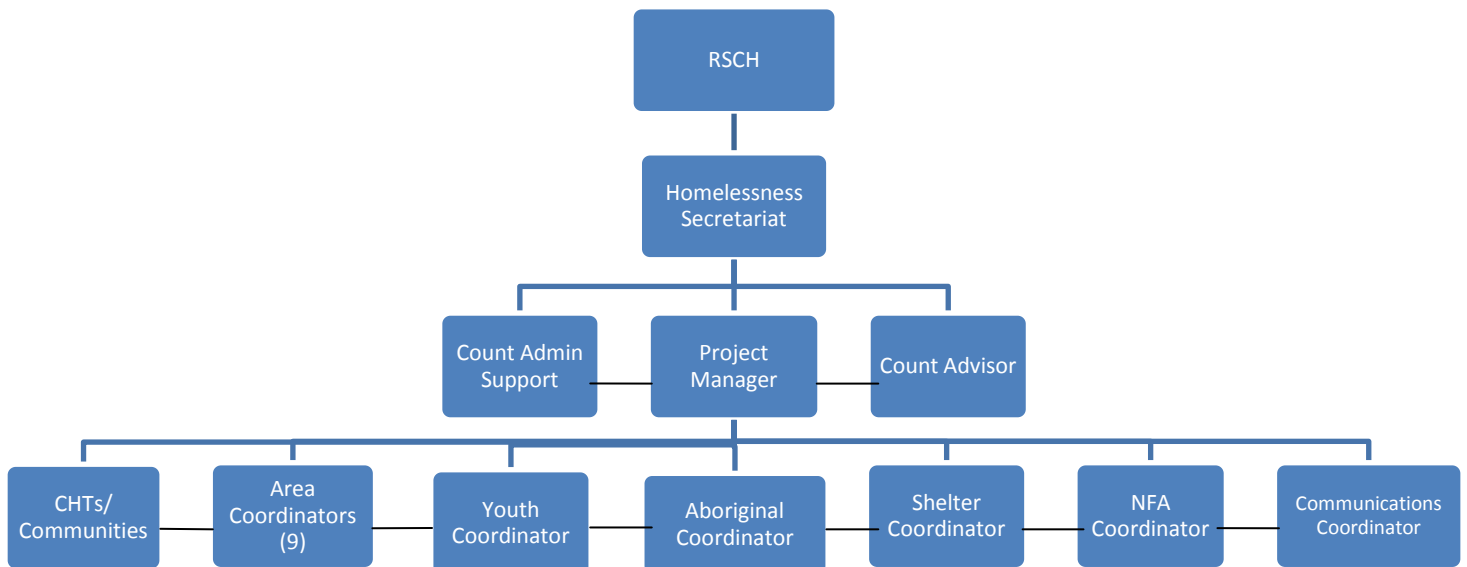 RSCH
Homelessness
Secretariat
Count Admin
Support
Project
Manager
Count Advisor
CHTs/
Communities
Area
Coordinators
(9)
Youth
Coordinator
Aboriginal
Coordinator
Shelter
Coordinator
NFA
Coordinator
Communications
Coordinator